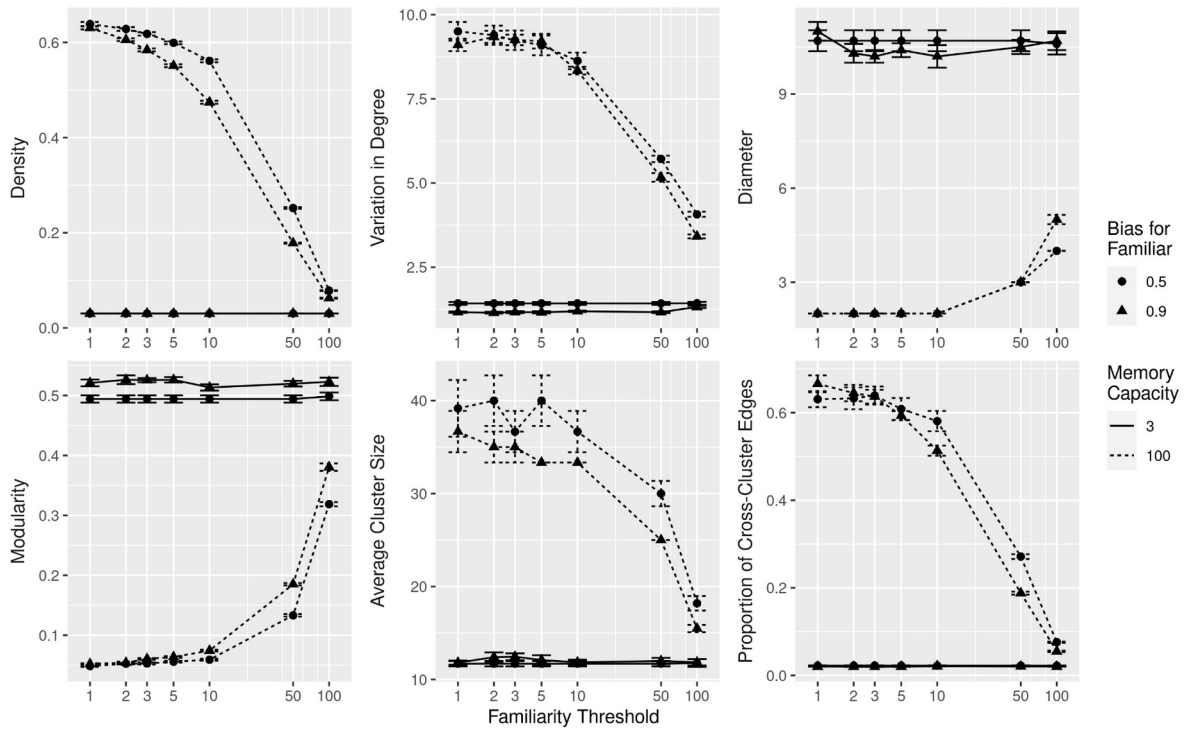 Density
0.6
0.4
0.2
0.0
1 2 3 5 10 50 100
Variation in Degree
10.0
7.5
5.0
2.5
1 2 3 5 10 50 100
Diameter
9
6
3
1 2 3 5 10 50 100
Modularity
0.5
0.4
0.3
0.2
0.1
1 2 3 5 10 50 100
Average Cluster Size
40
30
20
10
1 2 3 5 10 50 100
Proportion of Cross-Cluster Edges
0.6
0.4
0.2
0.0
1 2 3 5 10 50 100
Familiarity Threshold
Bias for
Familiar
0.5
0.9
Memory
Capacity
3
100